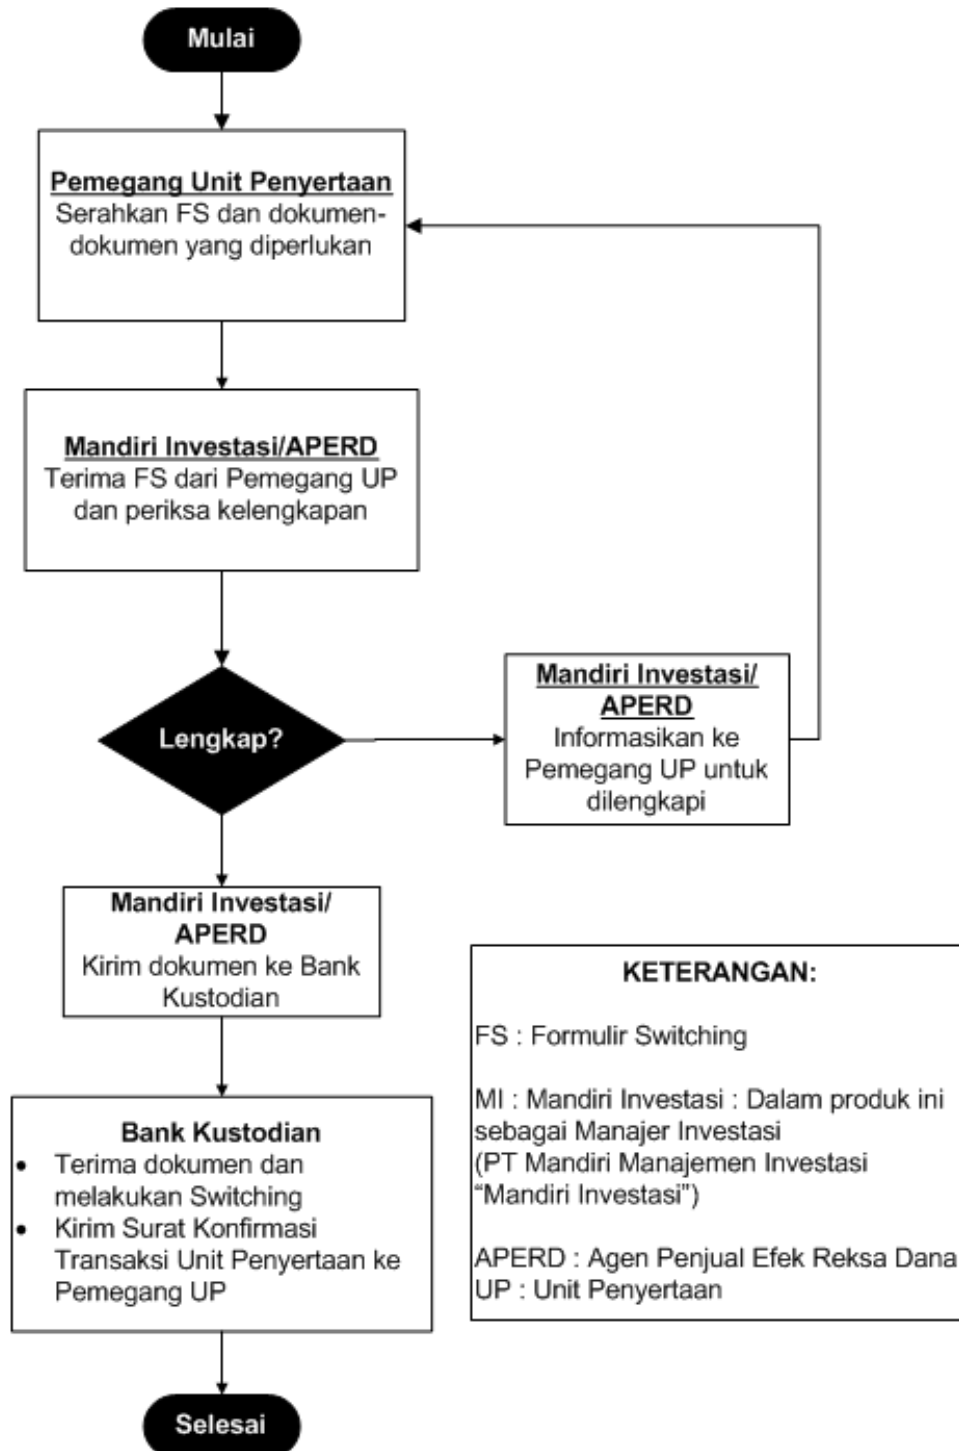 Mulai
Pemegang Unit Penyertaan
Serahkan FS dan dokumen-
dokumen yang diperlukan
Mandiri Investasi/APERD
Terima FS dari Pemegang UP
dan periksa kelengkapan
Lengkap?
Mandiri Investasi/
APERD
Informasikan ke
Pemegang UP untuk
dilengkapi
Mandiri Investasi/
APERD
Kirim dokumen ke Bank
Kustodian
Bank Kustodian
• Terima dokumen dan
melakukan Switching
• Kirim Surat Konfirmasi
Transaksi Unit Penyertaan ke
Pemegang UP
Selesai
KETERANGAN:
FS : Formulir Switching
MI : Mandiri Investasi : Dalam produk ini
sebagai Manajer Investasi
(PT Mandiri Manajemen Investasi
“Mandiri Investasi”)
APERD : Agen Penjual Efek Reksa Dana
UP : Unit Penyertaan